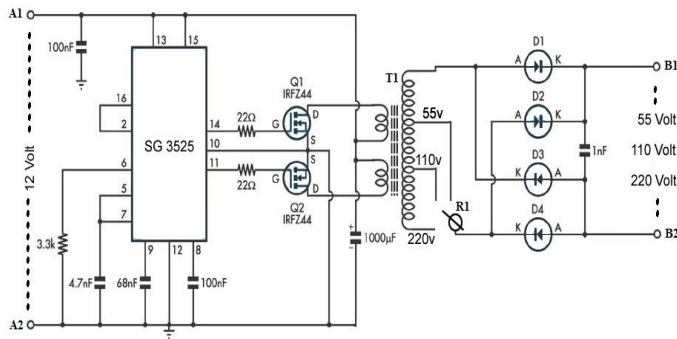 A1
12 Volt
A2
100nF
13
15
16
2
6
5
7
SG 3525
14
10
11
9
12
8
22Ω
22Ω
Q1
IRFZ44
G
D
S
S
G
D
Q2
IRFZ44
3.3k
4.7nF
68nF
100nF
+
1000µF
T1
55v
110v
220v
R1
D1
A
K
D2
A
K
D3
K
A
D4
K
A
1nF
B1
55 Volt
110 Volt
220 Volt
B2